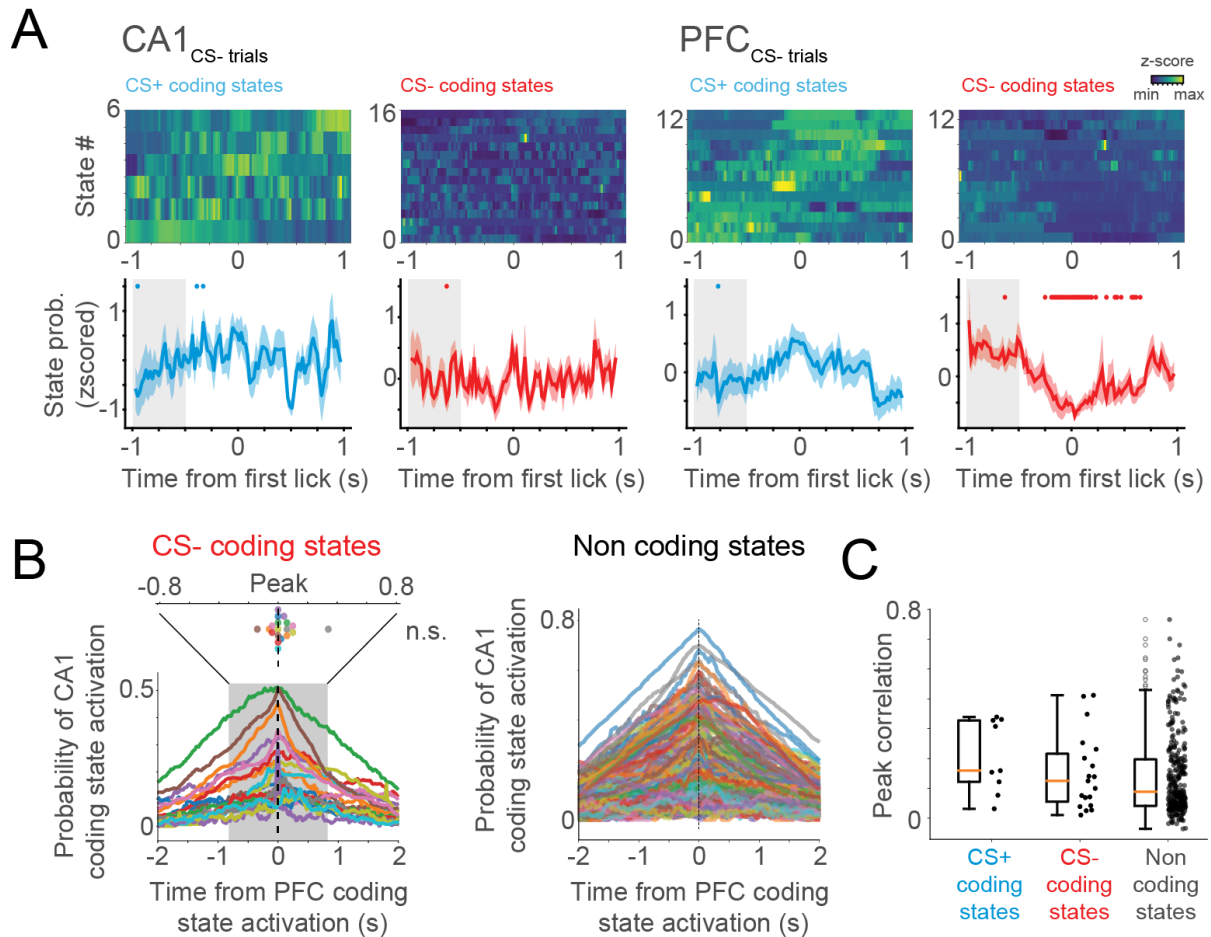 A
CA1 CS- trials
PFC CS- trials
CS+ coding states
CS- coding states
CS+ coding states
CS- coding states
z-score
min max
State #
6
0
16
0
12
0
12
0
-1 0 1
-1 0 1
-1 0 1
-1 0 1
State prob.
(zscored)
1
-1
1
0
1
0
1
0
-1 0 1
-1 0 1
-1 0 1
-1 0 1
Time from first lick (s)
Time from first lick (s)
Time from first lick (s)
Time from first lick (s)
B
CS- coding states
-0.8 Peak 0.8
n.s.
Probability of CA1
coding state activation
0.5
0
-2 -1 0 1 2
Time from PFC coding
state activation (s)
Non coding states
Probability of CA1
coding state activation
0.8
0
-2 -1 0 1 2
Time from PFC coding
state activation (s)
C
Peak correlation
0.8
0
CS+
coding
states
CS-
coding
states
Non
coding
states